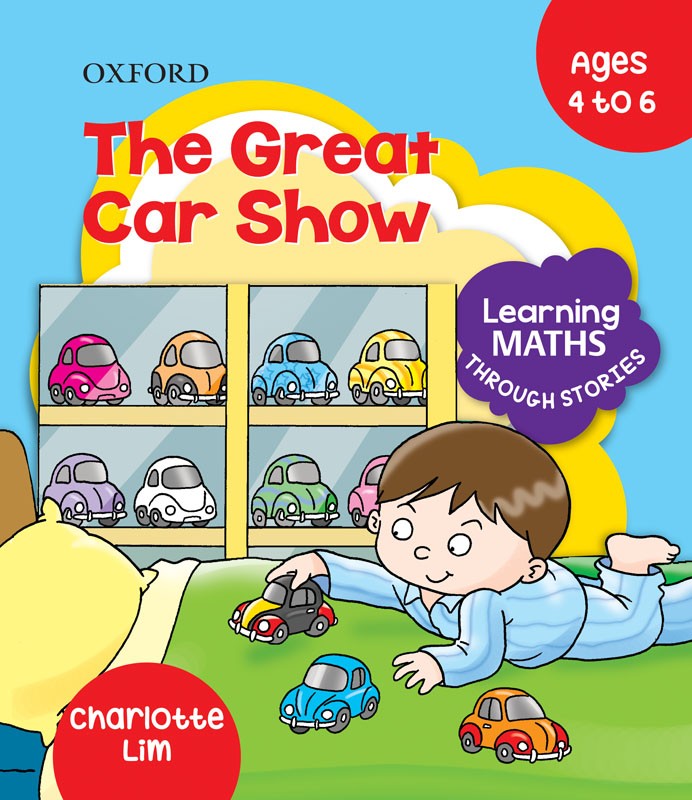 OXFORD
Ages
4 to 6
The Great
Car Show
Learning
MATHS
THROUGH STORIES
Charlotte
Lim